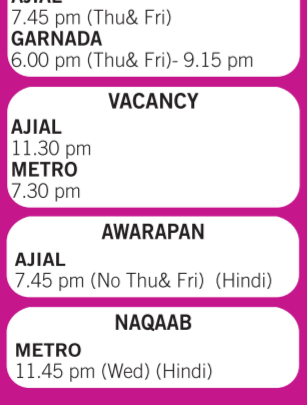 7.45 pm (Thu& Fri)
GARNADA
6.00 pm (Thu& Fri)- 9.15 pm
VACANCY
AJIAL
11.30 pm
METRO
7.30 pm
AWARAPAN
AJIAL
7.45 pm (No Thu& Fri)  (Hindi)
NAQAAB
METRO
11.45 pm (Wed) (Hindi)